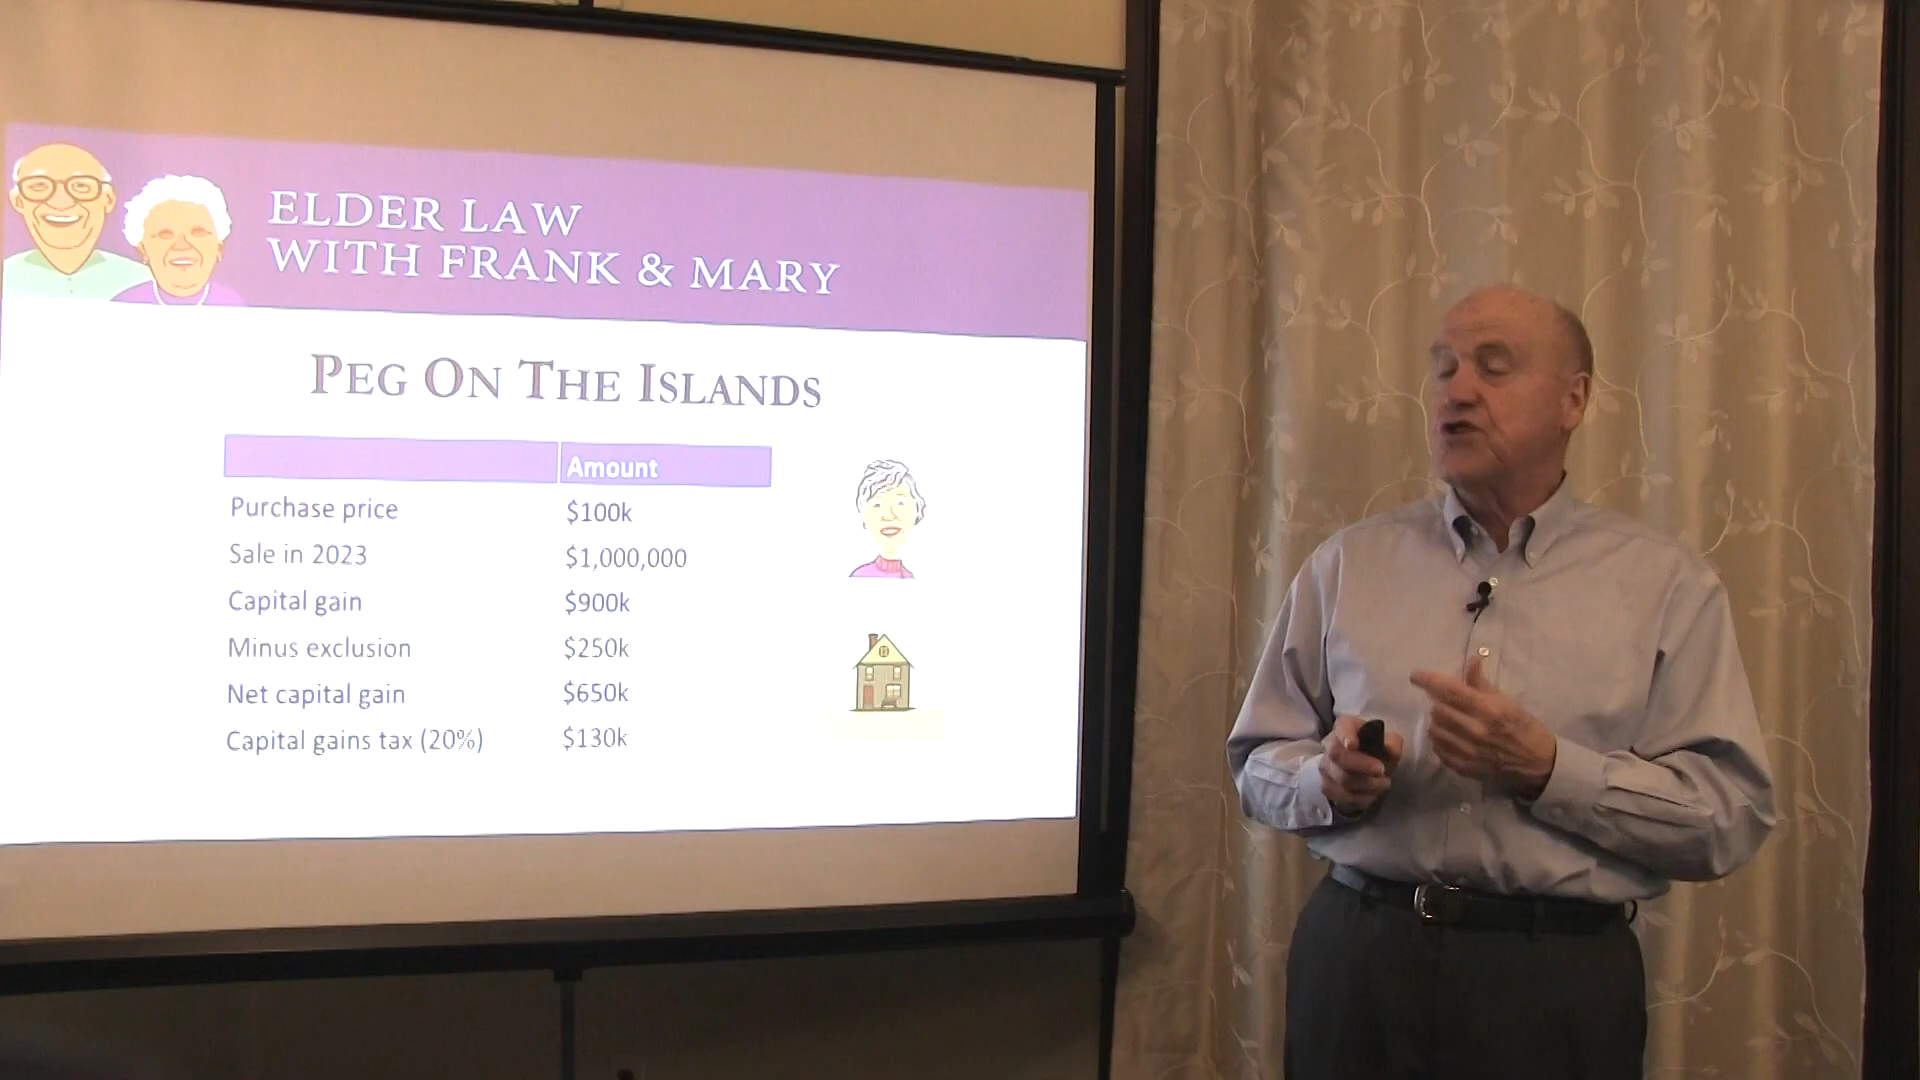 ELDER LAW
WITH FRANK & MARY
PEG ON THE ISLANDS
Amount
Purchase price $100k
Sale in 2023 $1,000,000
Capital gain $900k
Minus exclusion $250k
Net capital gain $650k
Capital gains tax (20%) $130k